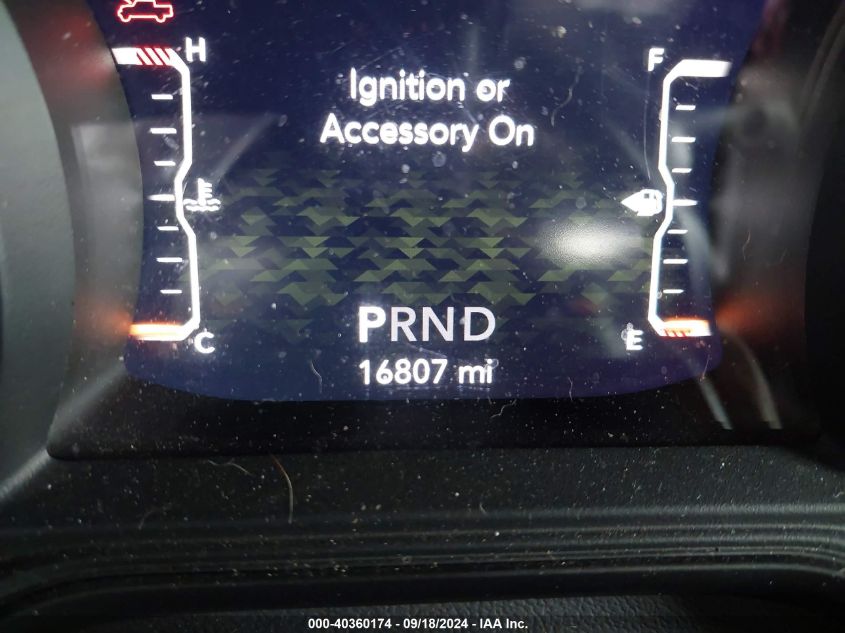 H
F
Ignition or
Accessory On
C
E
PRND
16807 mi
000-40360174 - 09/18/2024 - IAA Inc.